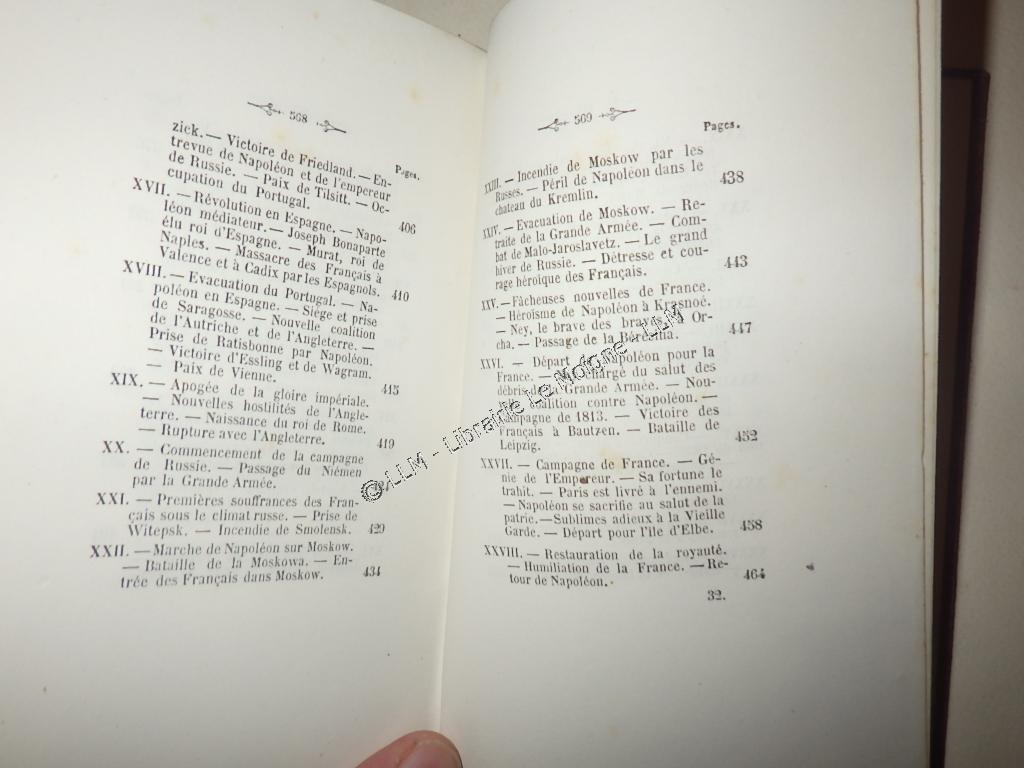 568
Pages.
zick. — Victoire de Friedland. — En-
trevue de Napoléon et de l'empereur
de Russie. — Paix de Tilsitt. — Oc-
cupation du Portugal. 406
XVII. — Révolution en Espagne. — Napo-
léon médiateur. — Joseph Bonaparte
élu roi d'Espagne. — Murat, roi de
Naples. — Massacre des Français à
Valence et à Cadix par les Espagnols. 410
XVIII. — Evacuation du Portugal. — Na-
poléon en Espagne. — Siége et prise
de Saragosse. — Nouvelle coalition
de l'Autriche et de l'Angleterre. —
Prise de Ratisbonne par Napoléon.
— Victoire d'Essling et de Wagram.
— Paix de Vienne. 415
XIX. — Apogée de la gloire impériale.
— Nouvelles hostilités de l'Angle-
terre. — Naissance du roi de Rome.
— Rupture avec l'Angleterre. 419
XX. — Commencement de la campagne
de Russie. — Passage du Niémen
par la Grande Armée.
XXI. — Premières souffrances des Fran-
çais sous le climat russe. — Prise de
Witepsk. — Incendie de Smolensk. 429
XXII. — Marche de Napoléon sur Moskow.
— Bataille de la Moskowa. — En-
trée des Français dans Moskow. 434
569
Pages.
XXIII. — Incendie de Moskow par les
Russes. — Péril de Napoléon dans le
château du Kremlin. 438
XXIV. — Evacuation de Moskow. — Re-
traite de la Grande Armée. — Com-
bat de Malo-Jaroslavetz. — Le grand
hiver de Russie. — Détresse et cou-
rage héroïque des Français. 443
XXV. — Fâcheuses nouvelles de France.
— Héroïsme de Napoléon à Krasnoé.
— Ney, le brave des braves, à Or-
cha. — Passage de la Bérésina. 447
XXVI. — Départ de Napoléon pour la
France. — chargé du salut des
débris de la Grande Armée. — Nou-
velle coalition contre Napoléon. —
Campagne de 1813. — Victoire des
Français à Bautzen. — Bataille de
Leipzig. 452
XXVII. — Campagne de France. — Gé-
nie de l'Empereur. — Sa fortune le
trahit. — Paris est livré à l'ennemi.
— Napoléon se sacrifie au salut de la
patrie. — Sublimes adieux à la Vieille
Garde. — Départ pour l'île d'Elbe. 458
XXVIII. — Restauration de la royauté.
— Humiliation de la France. — Re-
tour de Napoléon. 464
32.
©LLM - Librairie Le Moigne - LLM